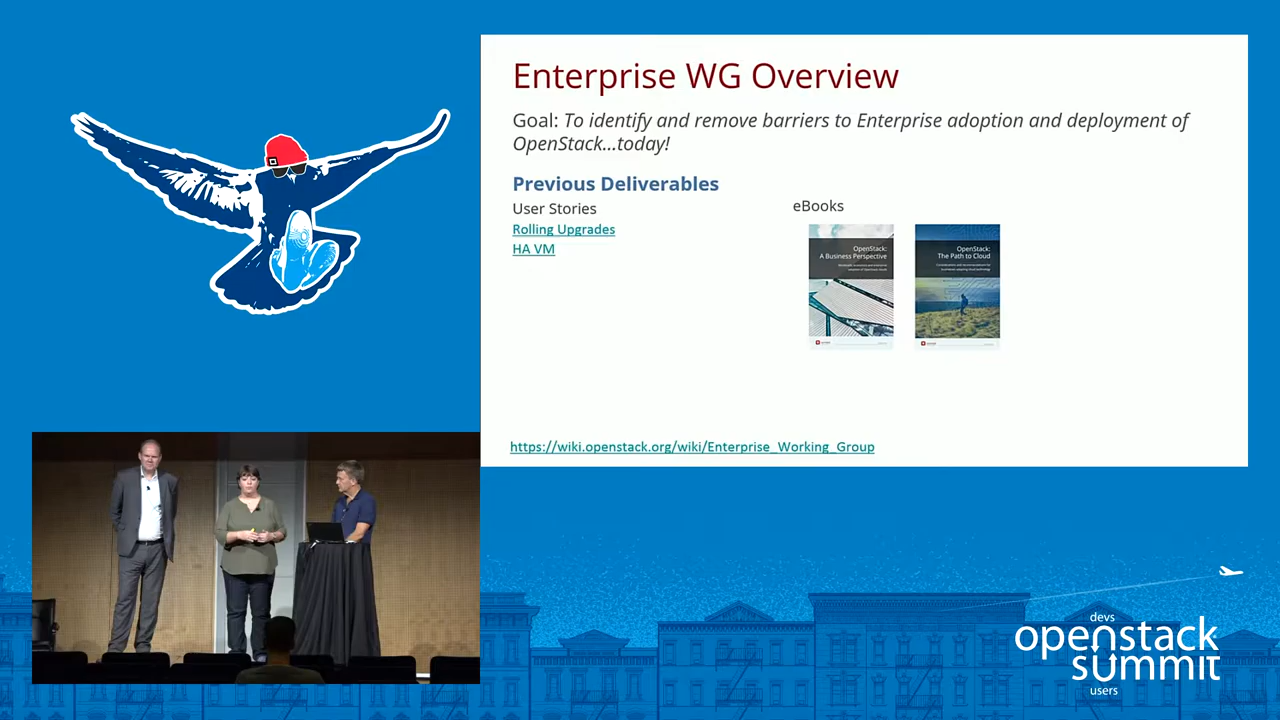 Enterprise WG Overview
Goal: To identify and remove barriers to Enterprise adoption and deployment of
OpenStack...today!
Previous Deliverables
User Stories
Rolling Upgrades
HA VM
eBooks
OpenStack:
A Business Perspective
OpenStack:
The Path to Cloud
https://wiki.openstack.org/wiki/Enterprise_Working_Group
devs
openstack
summit
users